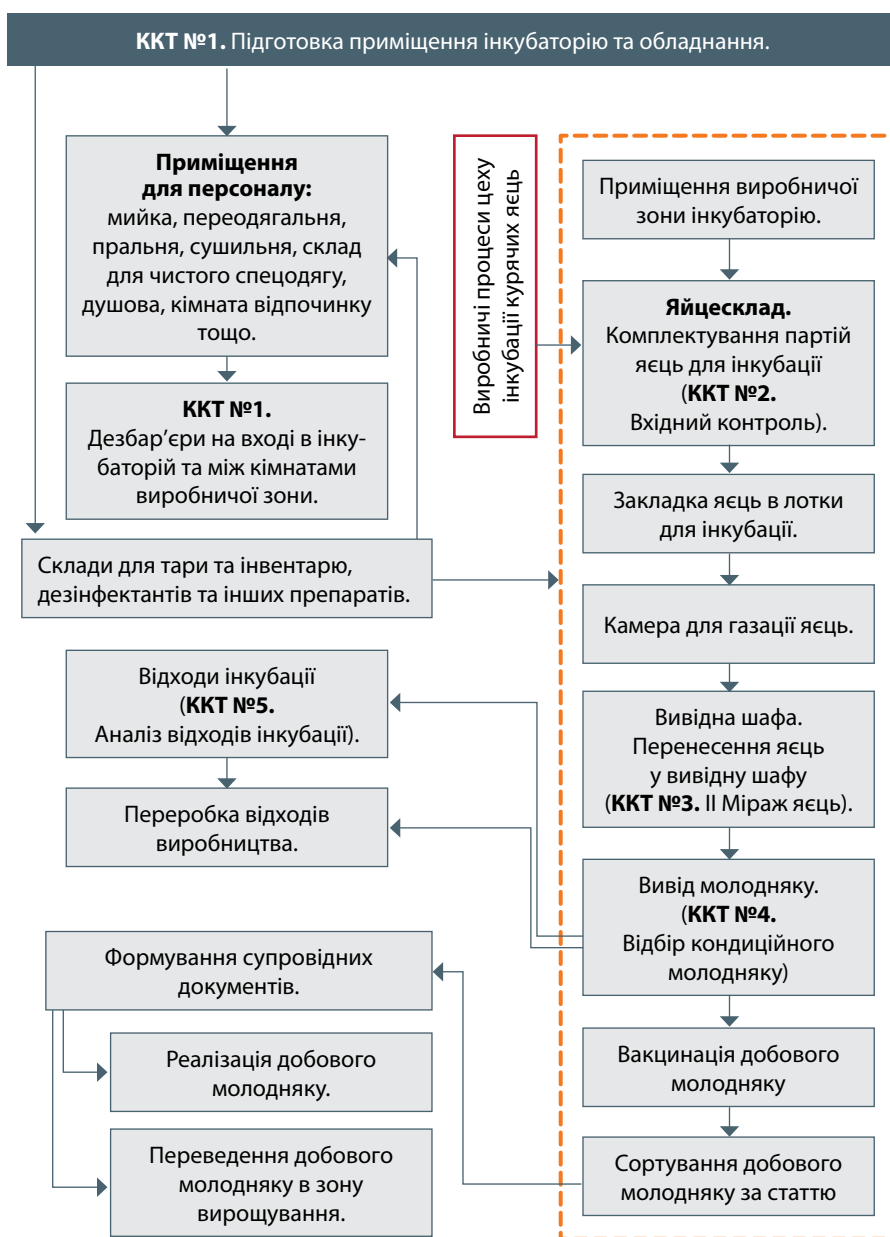 ККТ №1. Підготовка приміщення інкубаторію та обладнання.
Приміщення
для персоналу:
мийка, переодягальня,
пральня, сушильня, склад
для чистого спецодягу,
душова, кімната відпочинку
тощо.
ККТ №1.
Дезбар’єри на вході в інку-
баторій та між кімнатами
виробничої зони.
Склади для тари та інвентарю,
дезінфектантів та інших препаратів.
Відходи інкубації
(ККТ №5.
Аналіз відходів інкубації).
Переробка відходів
виробництва.
Формування супровідних
документів.
Реалізація добового
молодняку.
Переведення добового
молодняку в зону
вирощування.
Виробничі процеси цеху
інкубації курячих яєць
Приміщення виробничої
зони інкубаторію.
Яйцесклад.
Комплектування партій
яєць для інкубації
(ККТ №2.
Вхідний контроль).
Закладка яєць в лотки
для інкубації.
Камера для газації яєць.
Вивідна шафа.
Перенесення яєць
у вивідну шафу
(ККТ №3. ІІ Міраж яєць).
Вивід молодняку.
(ККТ №4.
Відбір кондиційного
молодняку)
Вакцинація добового
молодняку
Сортування добового
молодняку за статтю